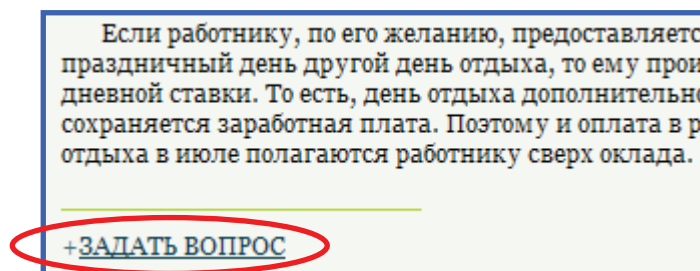 Если работнику, по его желанию, предоставляетс
праздничный день другой день отдыха, то ему прои
дневной ставки. То есть, день отдыха дополнительно
сохраняется заработная плата. Поэтому и оплата в р
отдыха в июле полагаются работнику сверх оклада.
+ЗАДАТЬ ВОПРОС